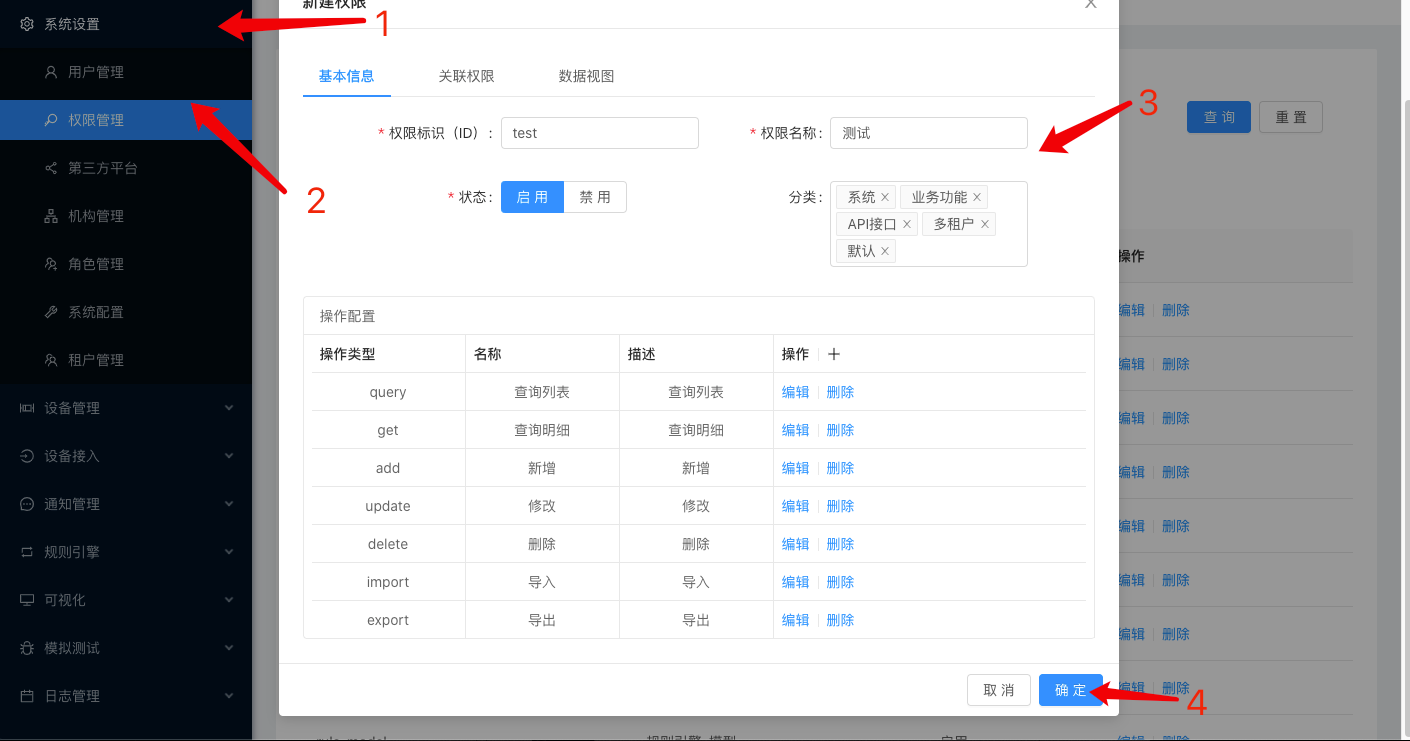 系统设置
用户管理
权限管理
第三方平台
机构管理
角色管理
系统配置
租户管理
设备管理
设备接入
通知管理
规则引擎
可视化
模拟测试
日志管理
1
2
3
4
新建权限
基本信息 关联权限 数据视图
* 权限标识（ID）: test * 权限名称: 测试
* 状态: 启用 禁用 分类: 系统 业务功能
API接口 多租户
默认
操作配置
操作类型 名称 描述 操作
query 查询列表 查询列表 编辑 删除
get 查询明细 查询明细 编辑 删除
add 新增 新增 编辑 删除
update 修改 修改 编辑 删除
delete 删除 删除 编辑 删除
import 导入 导入 编辑 删除
export 导出 导出 编辑 删除
取消 确定
查询 重置
操作
编辑 删除
编辑 删除
编辑 删除
编辑 删除
编辑 删除
编辑 删除
编辑 删除
编辑 删除